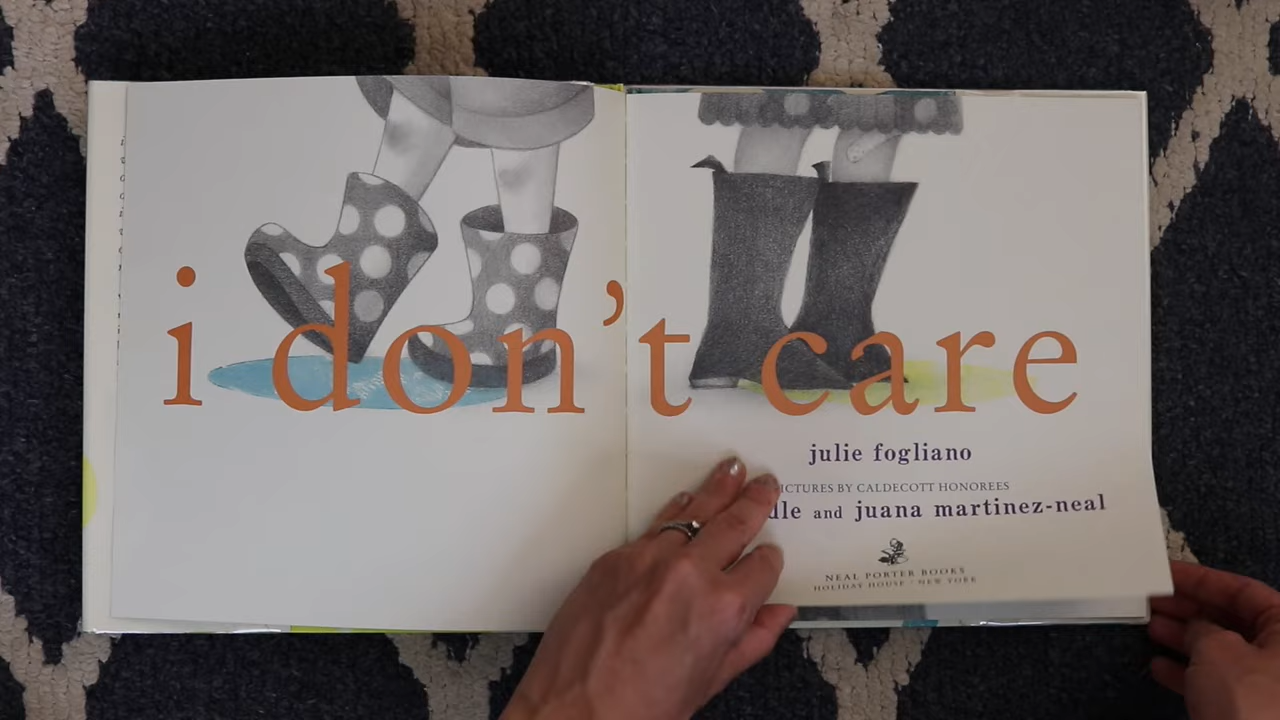 i don't care
julie fogliano
PICTURES BY CALDECOTT HONOREES
and juana martinez-neal
NEAL PORTER BOOKS
HOLIDAY HOUSE · NEW YORK